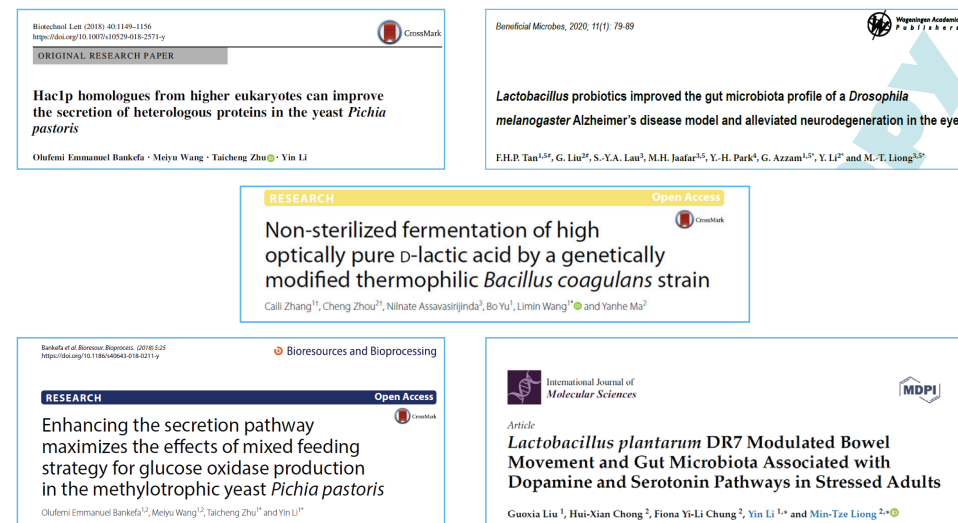 Biotechnol Lett (2018) 40:1149–1156
https://doi.org/10.1007/s10529-018-2571-y
CrossMark
ORIGINAL RESEARCH PAPER
Hac1p homologues from higher eukaryotes can improve
the secretion of heterologous proteins in the yeast Pichia
pastoris
Olufemi Emmanuel Bankefa · Meiyu Wang · Taicheng Zhu · Yin Li
Beneficial Microbes, 2020; 11(1): 79-89
Wageningen Academic
Publishers
Lactobacillus probiotics improved the gut microbiota profile of a Drosophila
melanogaster Alzheimer's disease model and alleviated neurodegeneration in the eye
F.H.P. Tan1,5#, G. Liu2#, S.-Y.A. Lau3, M.H. Jaafar3,5, Y.-H. Park4, G. Azzam1,5*, Y. Li2* and M.-T. Liong3,5*
RESEARCH
Open Access
CrossMark
Non-sterilized fermentation of high
optically pure D-lactic acid by a genetically
modified thermophilic Bacillus coagulans strain
Caili Zhang1†, Cheng Zhou2†, Nilnate Assavasirijinda3, Bo Yu1, Limin Wang1* and Yanhe Ma2
Bankefa et al. Bioresour. Bioprocess. (2018) 5:25
https://doi.org/10.1186/s40643-018-0211-y
Bioresources and Bioprocessing
RESEARCH
Open Access
CrossMark
Enhancing the secretion pathway
maximizes the effects of mixed feeding
strategy for glucose oxidase production
in the methylotrophic yeast Pichia pastoris
Olufemi Emmanuel Bankefa1,2, Meiyu Wang1,2, Taicheng Zhu1* and Yin Li1*
International Journal of
Molecular Sciences
MDPI
Article
Lactobacillus plantarum DR7 Modulated Bowel
Movement and Gut Microbiota Associated with
Dopamine and Serotonin Pathways in Stressed Adults
Guoxia Liu 1, Hui-Xian Chong 2, Fiona Yi-Li Chung 2, Yin Li 1,* and Min-Tze Liong 2,*